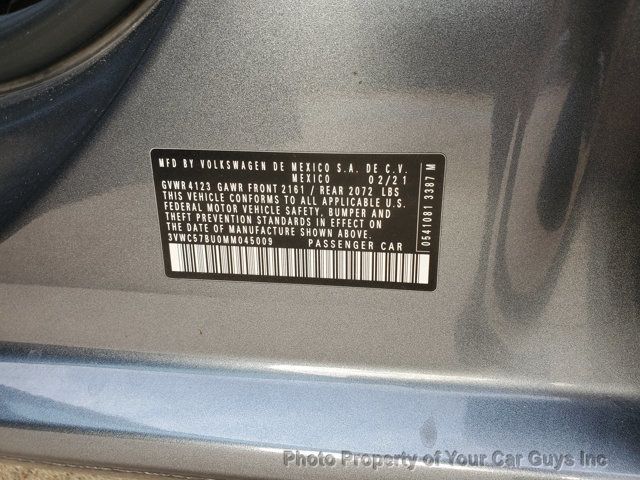 MFD BY VOLKSWAGEN DE MEXICO S.A. DE C.V.
MEXICO 02/21
GVWR 4123 GAWR FRONT 2161 / REAR 2072 LBS
THIS VEHICLE CONFORMS TO ALL APPLICABLE U.S.
FEDERAL MOTOR VEHICLE SAFETY, BUMPER AND
THEFT PREVENTION STANDARDS IN EFFECT ON
THE DATE OF MANUFACTURE SHOWN ABOVE
3VWC57BU0MM045009 PASSENGER CAR
0541081 3387 M
Photo Property of Your Car Guys Inc